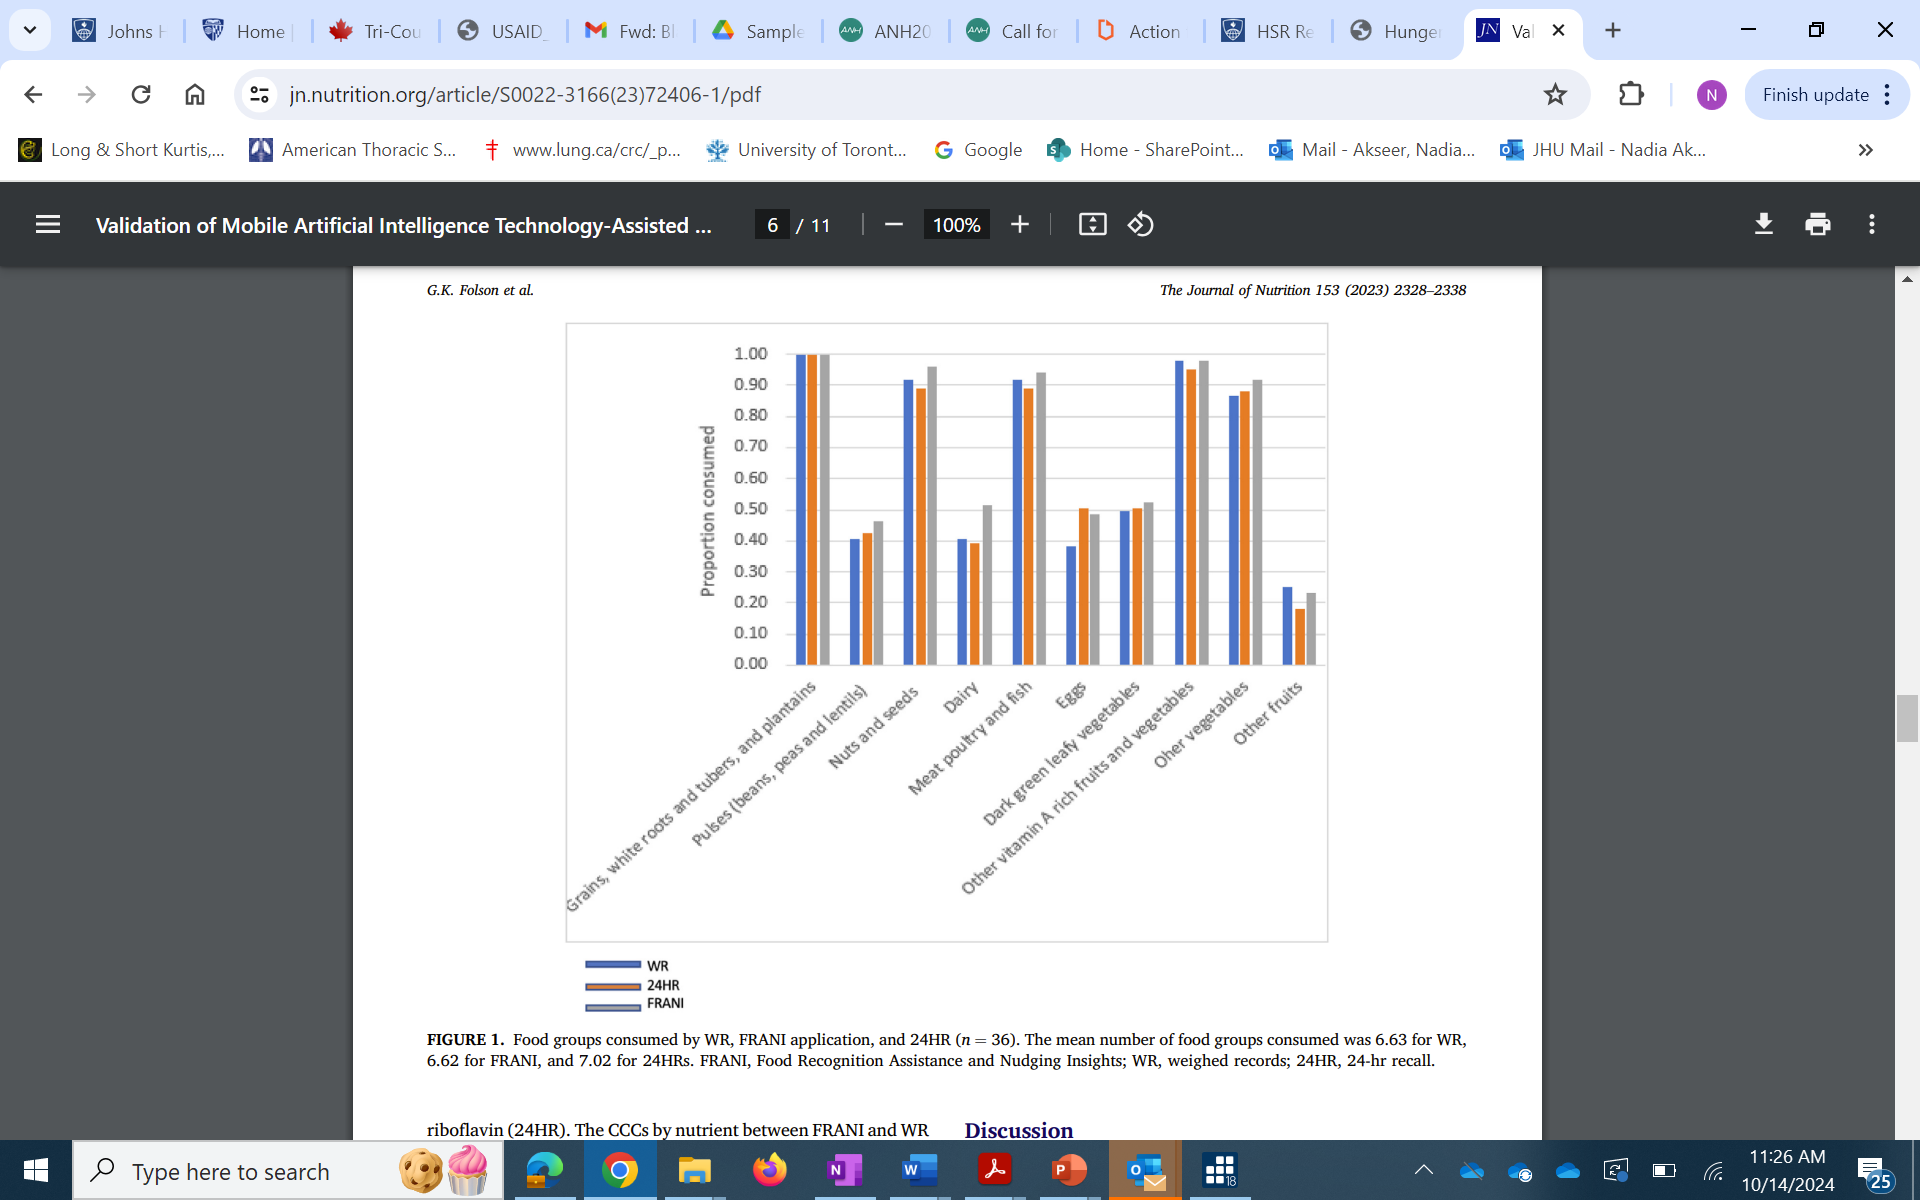 Johns H
Home
Tri-Cou
USAID_
Fwd: Bl
Sample
ANH20
Call for
Action
HSR Re
Hunge
JN Val
jn.nutrition.org/article/S0022-3166(23)72406-1/pdf
N
Finish update
Long & Short Kurtis,...
American Thoracic S...
www.lung.ca/crc/_p...
University of Toront...
Google
Home - SharePoint...
Mail - Akseer, Nadia...
JHU Mail - Nadia Ak...
Validation of Mobile Artificial Intelligence Technology-Assisted ...
6 / 11
100%
G.K. Folson et al.
The Journal of Nutrition 153 (2023) 2328–2338
Proportion consumed
1.00
0.90
0.80
0.70
0.60
0.50
0.40
0.30
0.20
0.10
0.00
Grains, white roots and tubers, and plantains
Pulses (beans, peas and lentils)
Nuts and seeds
Dairy
Meat poultry and fish
Eggs
Dark green leafy vegetables
Other vitamin A rich fruits and vegetables
Oher vegetables
Other fruits
WR
24HR
FRANI
FIGURE 1. Food groups consumed by WR, FRANI application, and 24HR (n = 36). The mean number of food groups consumed was 6.63 for WR,
6.62 for FRANI, and 7.02 for 24HRs. FRANI, Food Recognition Assistance and Nudging Insights; WR, weighed records; 24HR, 24-hr recall.
riboflavin (24HR). The CCCs by nutrient between FRANI and WR
Discussion
Type here to search
18
11:26 AM
10/14/2024
25